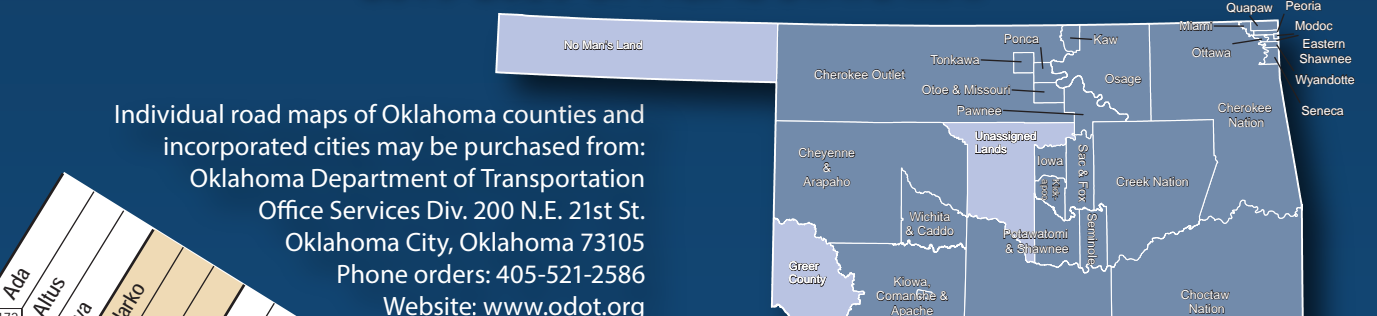 Individual road maps of Oklahoma counties and
incorporated cities may be purchased from:
Oklahoma Department of Transportation
Office Services Div. 200 N.E. 21st St.
Oklahoma City, Oklahoma 73105
Phone orders: 405-521-2586
Website: www.odot.org
Ada
Altus
No Man's Land
Cherokee Outlet
Tonkawa
Ponca
Kaw
Otoe & Missouri
Pawnee
Osage
Quapaw
Peoria
Miami
Modoc
Ottawa
Eastern
Shawnee
Wyandotte
Cherokee
Nation
Seneca
Unassigned
Lands
Cheyenne
&
Arapaho
Iowa
Sac & Fox
Creek Nation
Wichita
& Caddo
Potawatomi
& Shawnee
Seminole
Greer
County
Kiowa,
Comanche &
Apache
Choctaw
Nation